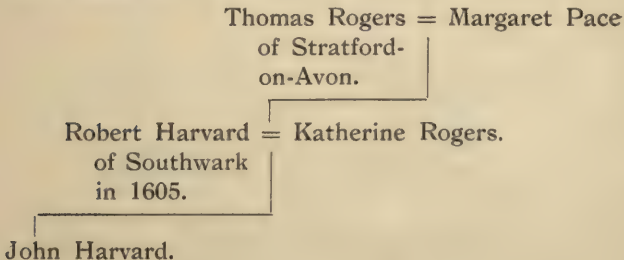 Thomas Rogers = Margaret Pace
of Stratford-
on-Avon.
Robert Harvard = Katherine Rogers.
of Southwark
in 1605.
John Harvard.